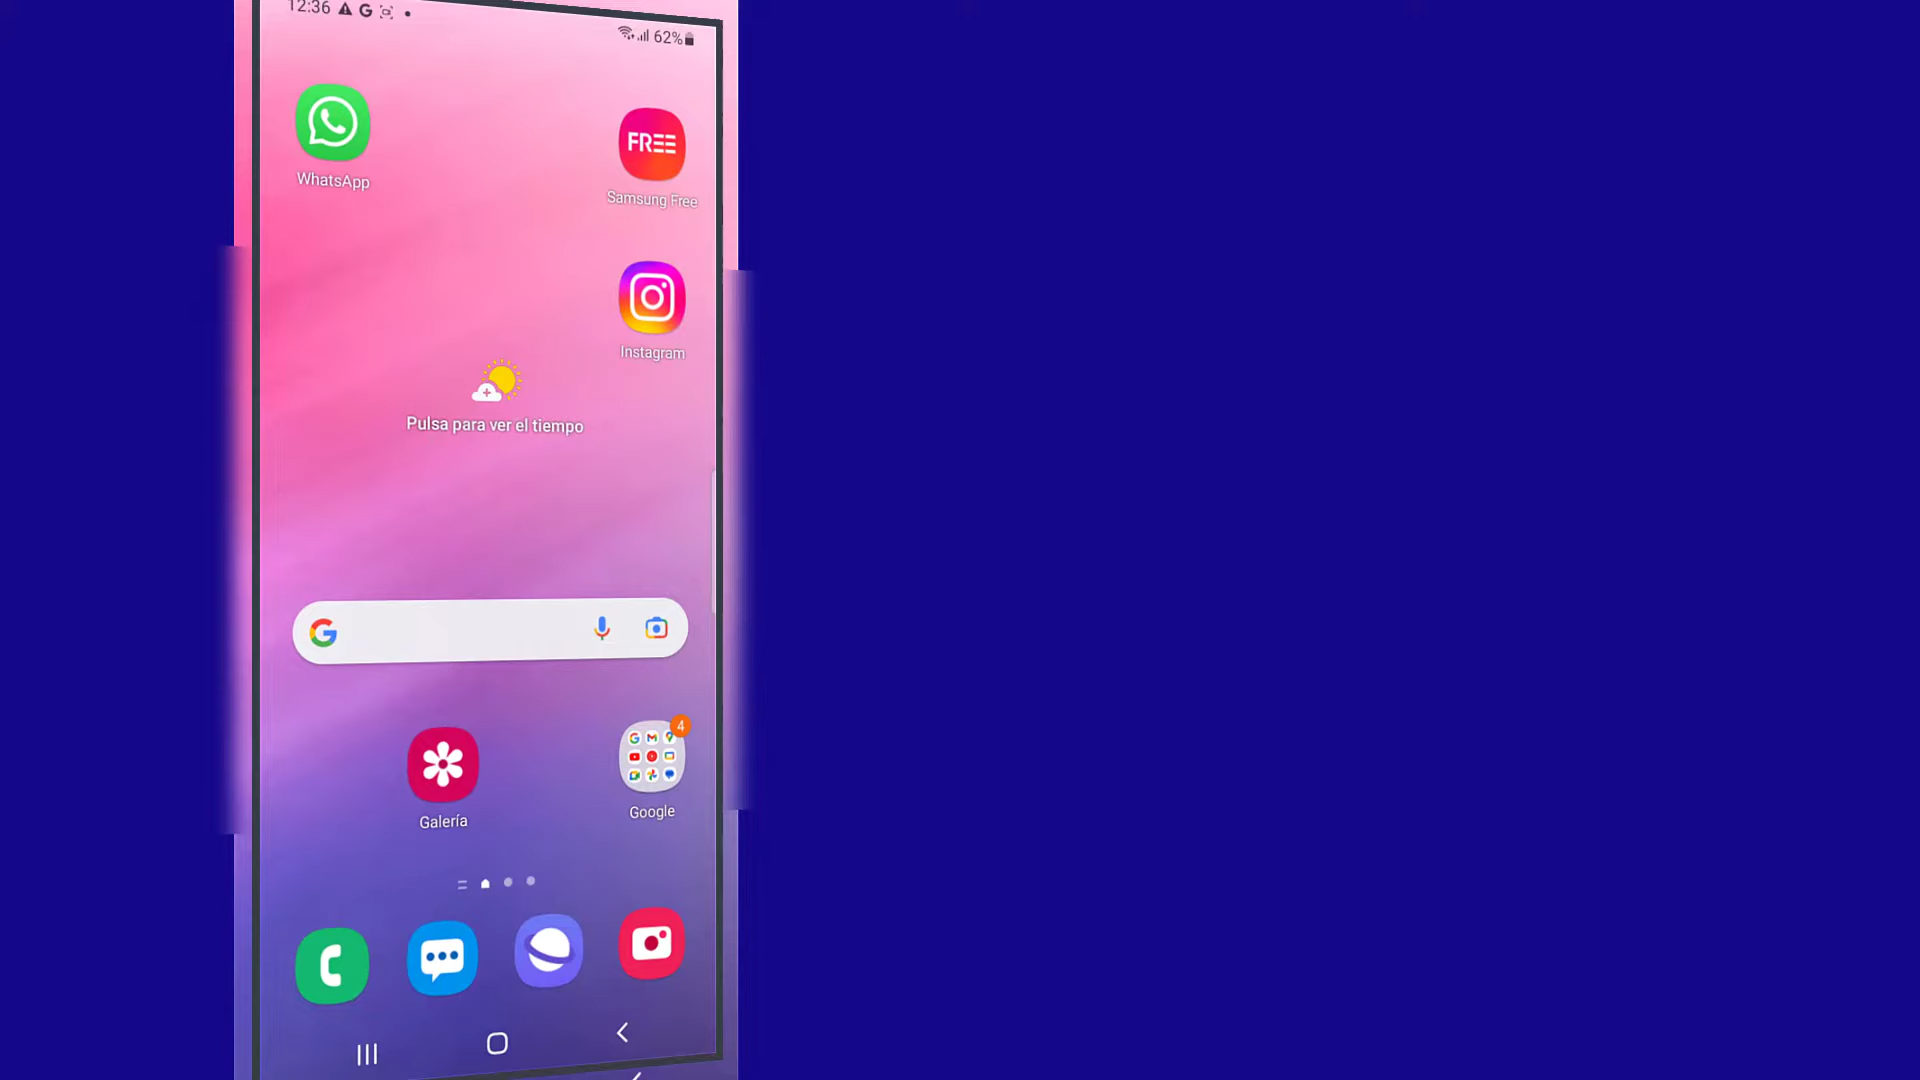 12:36
62%
WhatsApp
FREE
Samsung Free
Instagram
Pulsa para ver el tiempo
4
Galería
Google